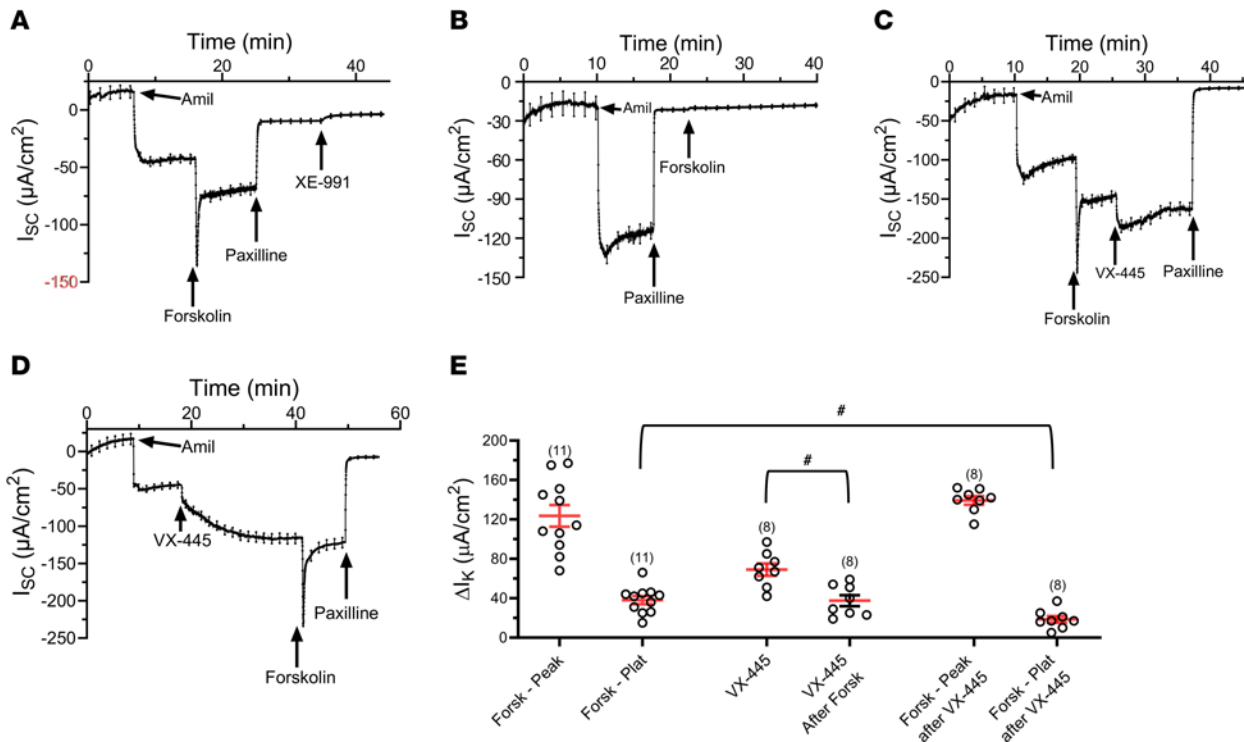 A
Time (min)
0 20 40
Amil
0
-50
-100
-150
I_SC (µA/cm²)
XE-991
Paxilline
Forskolin
B
Time (min)
0 10 20 30 40
0
-30
-60
-90
-120
-150
I_SC (µA/cm²)
Amil
Forskolin
Paxilline
C
Time (min)
0 10 20 30 40
0
-50
-100
-150
-200
-250
I_SC (µA/cm²)
Amil
VX-445
Paxilline
Forskolin
D
Time (min)
0 20 40 60
0
-50
-100
-150
-200
-250
I_SC (µA/cm²)
Amil
VX-445
Paxilline
Forskolin
E
200
160
120
80
40
0
ΔI_K (µA/cm²)
#
#
(11)
(11)
(8)
(8)
(8)
(8)
Forsk - Peak
Forsk - Plat
VX-445
VX-445
After Forsk
Forsk - Peak
after VX-445
Forsk - Plat
after VX-445